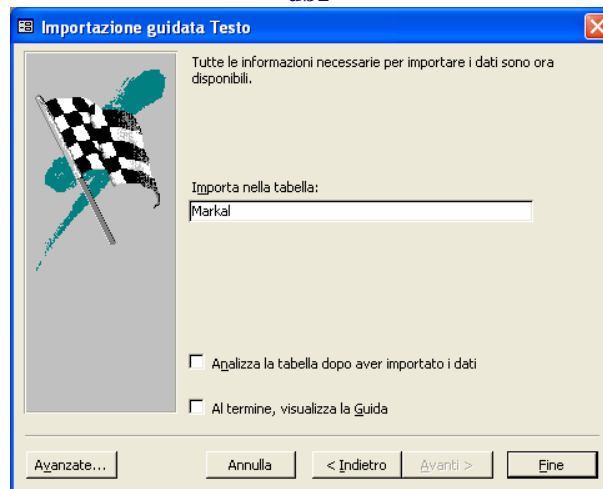 Importazione guidata Testo
Tutte le informazioni necessarie per importare i dati sono ora
disponibili.
Importa nella tabella:
Markal
Analizza la tabella dopo aver importato i dati
Al termine, visualizza la Guida
Avanzate... Annulla < Indietro Avanti > Fine